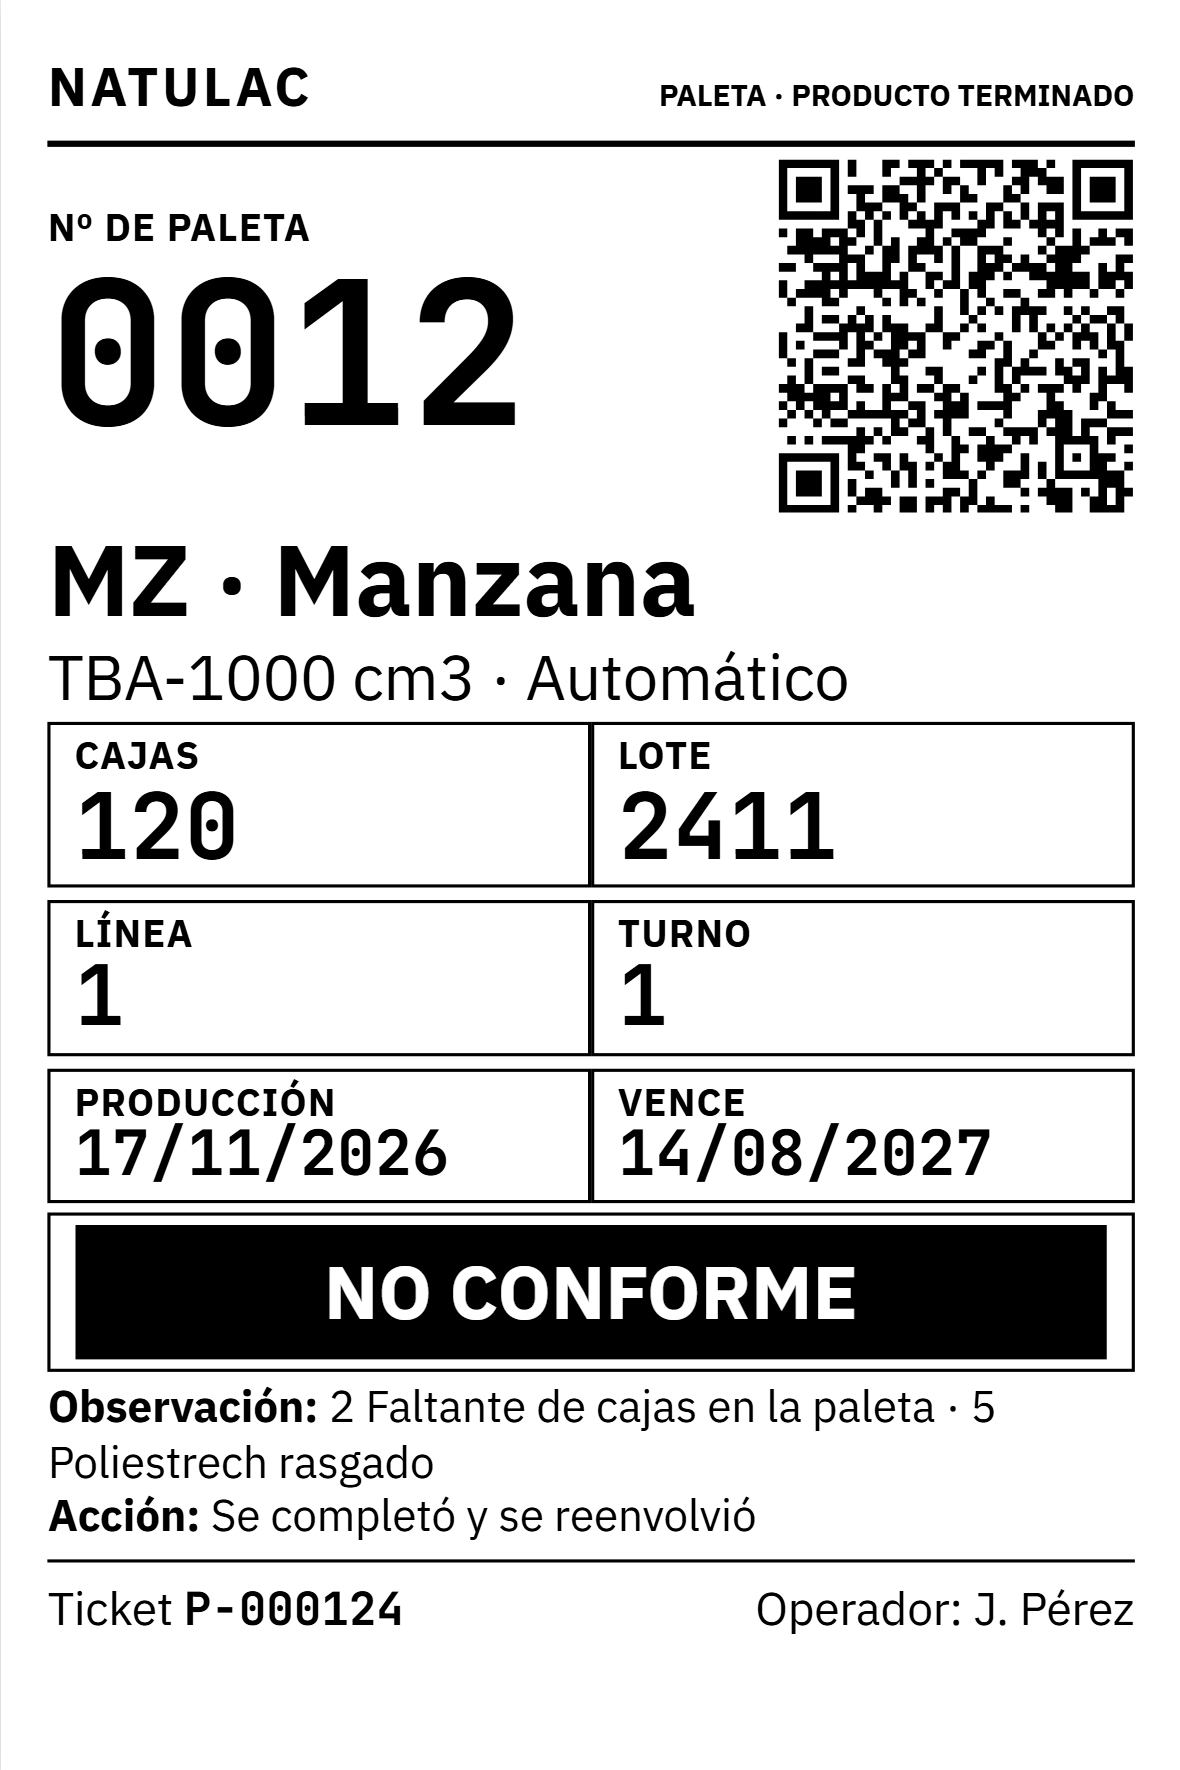 NATULAC
PALETA · PRODUCTO TERMINADO
Nº DE PALETA
0012
MZ · Manzana
TBA-1000 cm3 · Automático
CAJAS
120
LOTE
2411
LÍNEA
1
TURNO
1
PRODUCCIÓN
17/11/2026
VENCE
14/08/2027
NO CONFORME
Observación: 2 Faltante de cajas en la paleta · 5
Poliestrech rasgado
Acción: Se completó y se reenvolvió
Ticket P-000124
Operador: J. Pérez